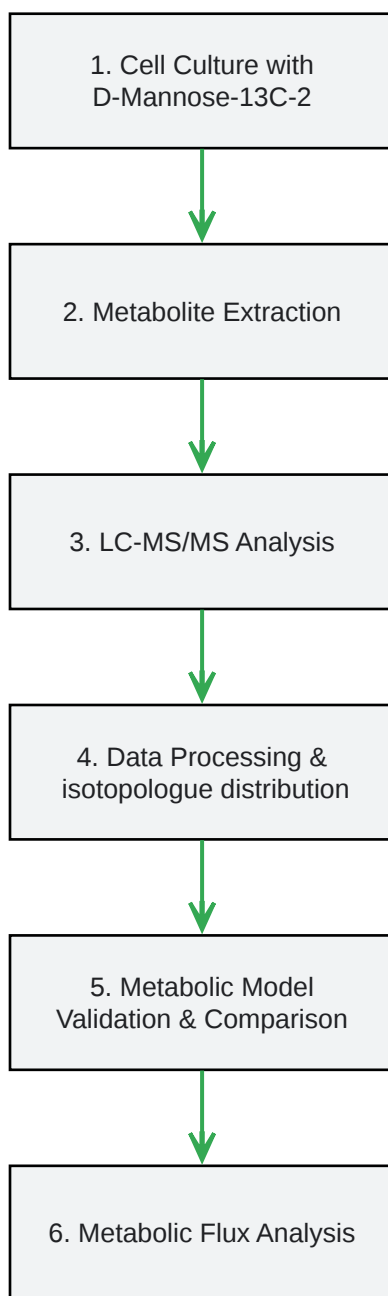 1. Cell Culture with
D-Mannose-13C-2
2. Metabolite Extraction
3. LC-MS/MS Analysis
4. Data Processing &
isotopologue distribution
5. Metabolic Model
Validation & Comparison
6. Metabolic Flux Analysis